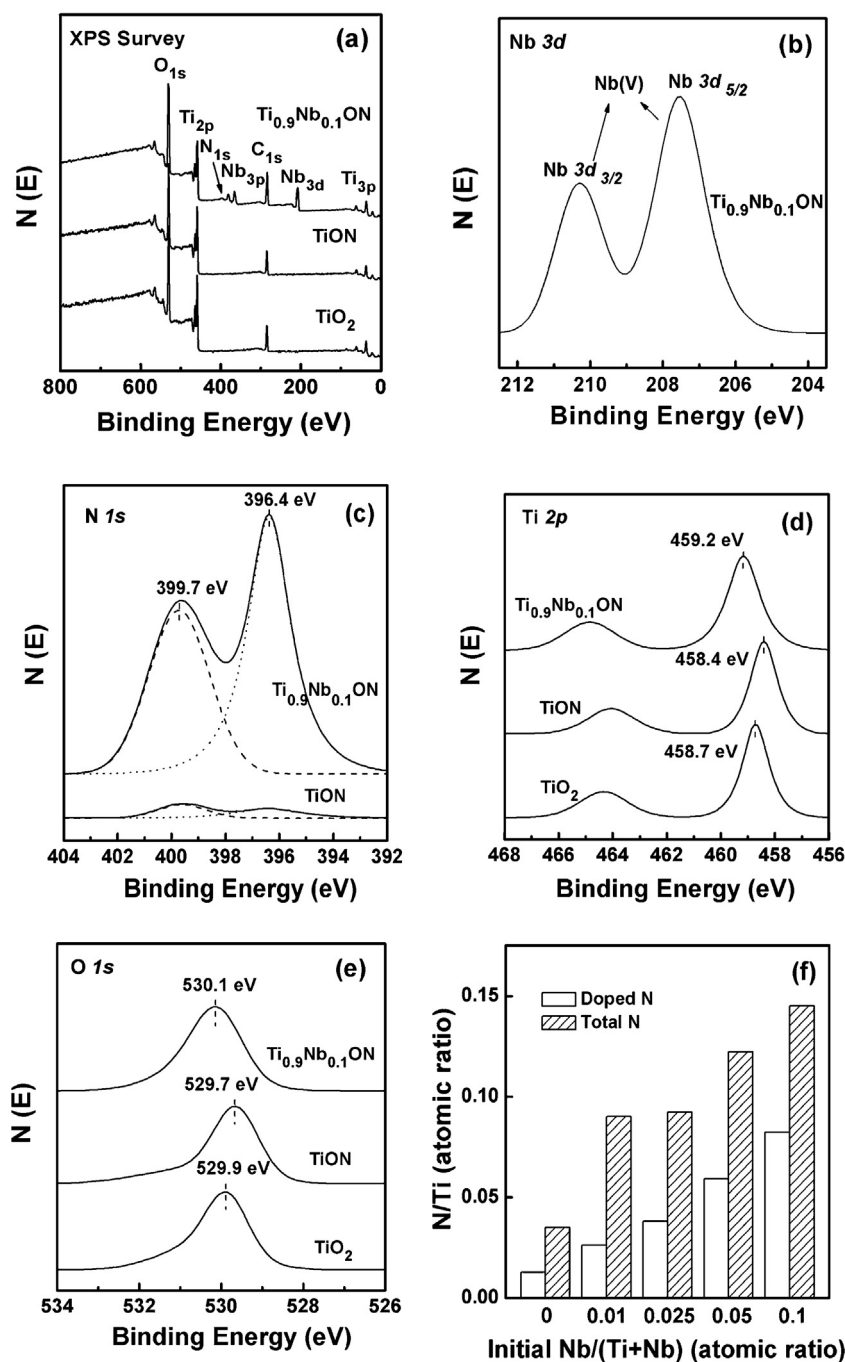 XPS Survey
(a)
O1s
Ti0.9Nb0.1ON
Ti2p
N1s
C1s
Nb3p
Nb3d
Ti3p
TiON
TiO2
N (E)
800 600 400 200 0
Binding Energy (eV)
Nb 3d
(b)
Nb 3d 5/2
Nb(V)
Nb 3d 3/2
Ti0.9Nb0.1ON
N (E)
212 210 208 206 204
Binding Energy (eV)
N 1s
396.4 eV
(c)
399.7 eV
Ti0.9Nb0.1ON
TiON
N (E)
404 402 400 398 396 394 392
Binding Energy (eV)
Ti 2p
(d)
459.2 eV
Ti0.9Nb0.1ON
458.4 eV
TiON
458.7 eV
TiO2
N (E)
468 466 464 462 460 458 456
Binding Energy (eV)
O 1s
(e)
530.1 eV
Ti0.9Nb0.1ON
529.7 eV
TiON
529.9 eV
TiO2
N (E)
534 532 530 528 526
Binding Energy (eV)
(f)
Doped N
Total N
0.15
0.10
0.05
0.00
N/Ti (atomic ratio)
0 0.01 0.025 0.05 0.1
Initial Nb/(Ti+Nb) (atomic ratio)